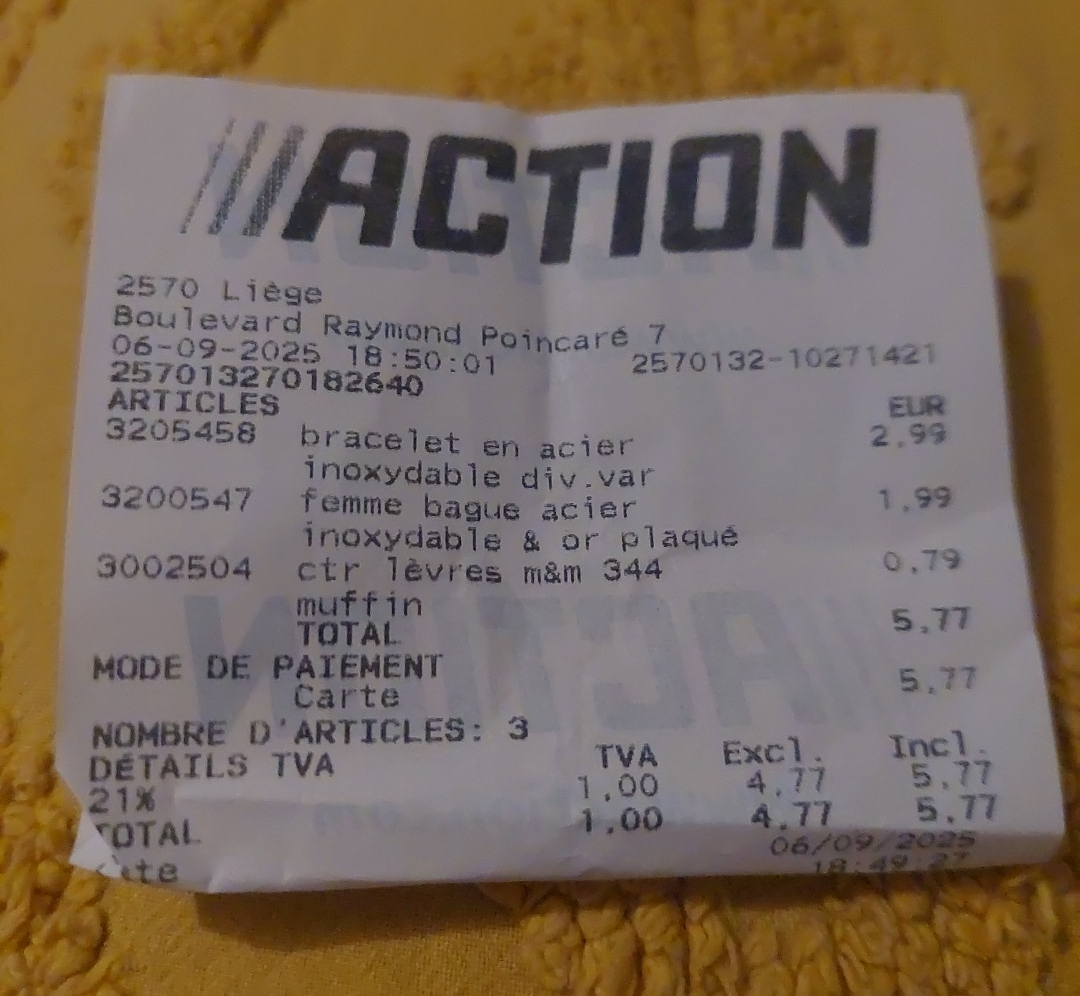 ACTION
2570 Liège
Boulevard Raymond Poincaré 7
06-09-2025 18:50:01 2570132-10271421
257013270182640
ARTICLES EUR
3205458 bracelet en acier 2,99
inoxydable div.var
3200547 femme bague acier 1,99
inoxydable & or plaqué
3002504 ctr lèvres m&m 344 0,79
muffin
TOTAL 5,77
MODE DE PAIEMENT
Carte 5,77
NOMBRE D'ARTICLES: 3
DÉTAILS TVA TVA Excl. Incl.
21% 1,00 4,77 5,77
TOTAL 1,00 4,77 5,77
06/09/2025
18:49:27